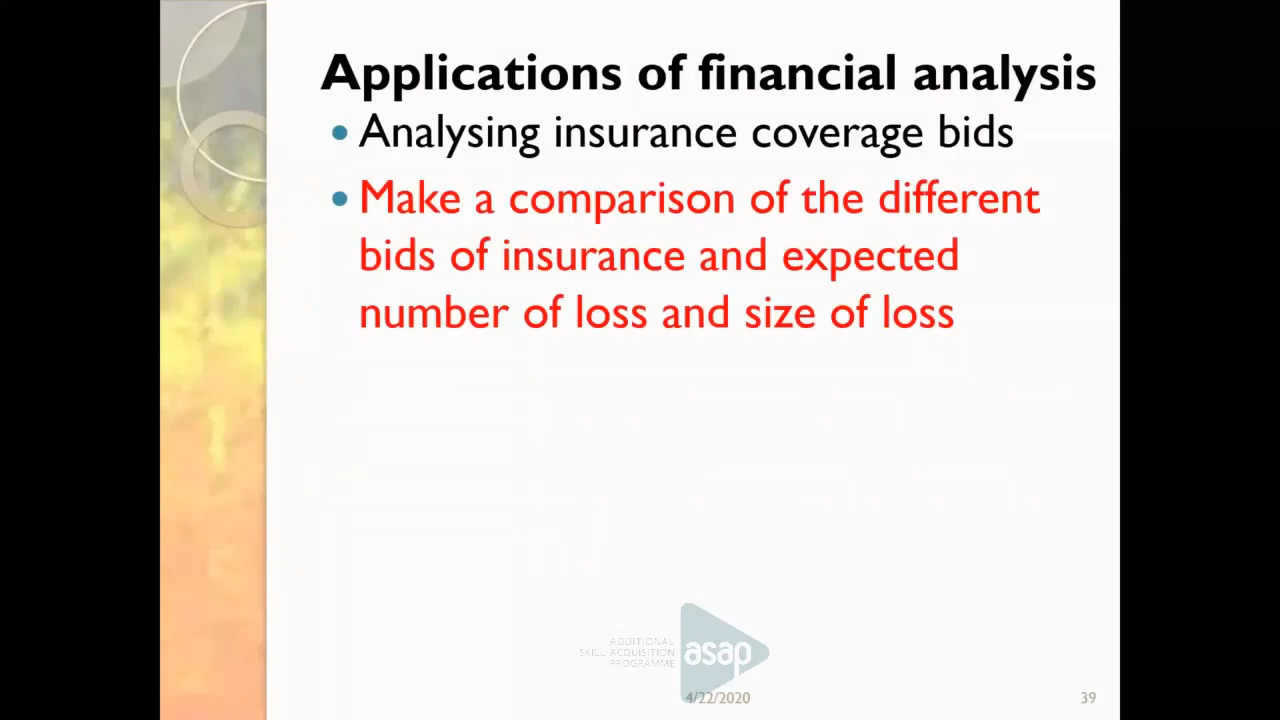 Applications of financial analysis
• Analysing insurance coverage bids
• Make a comparison of the different
bids of insurance and expected
number of loss and size of loss
ADDITIONAL
SKILL ACQUISITION
PROGRAMME
asap
4/22/2020
39